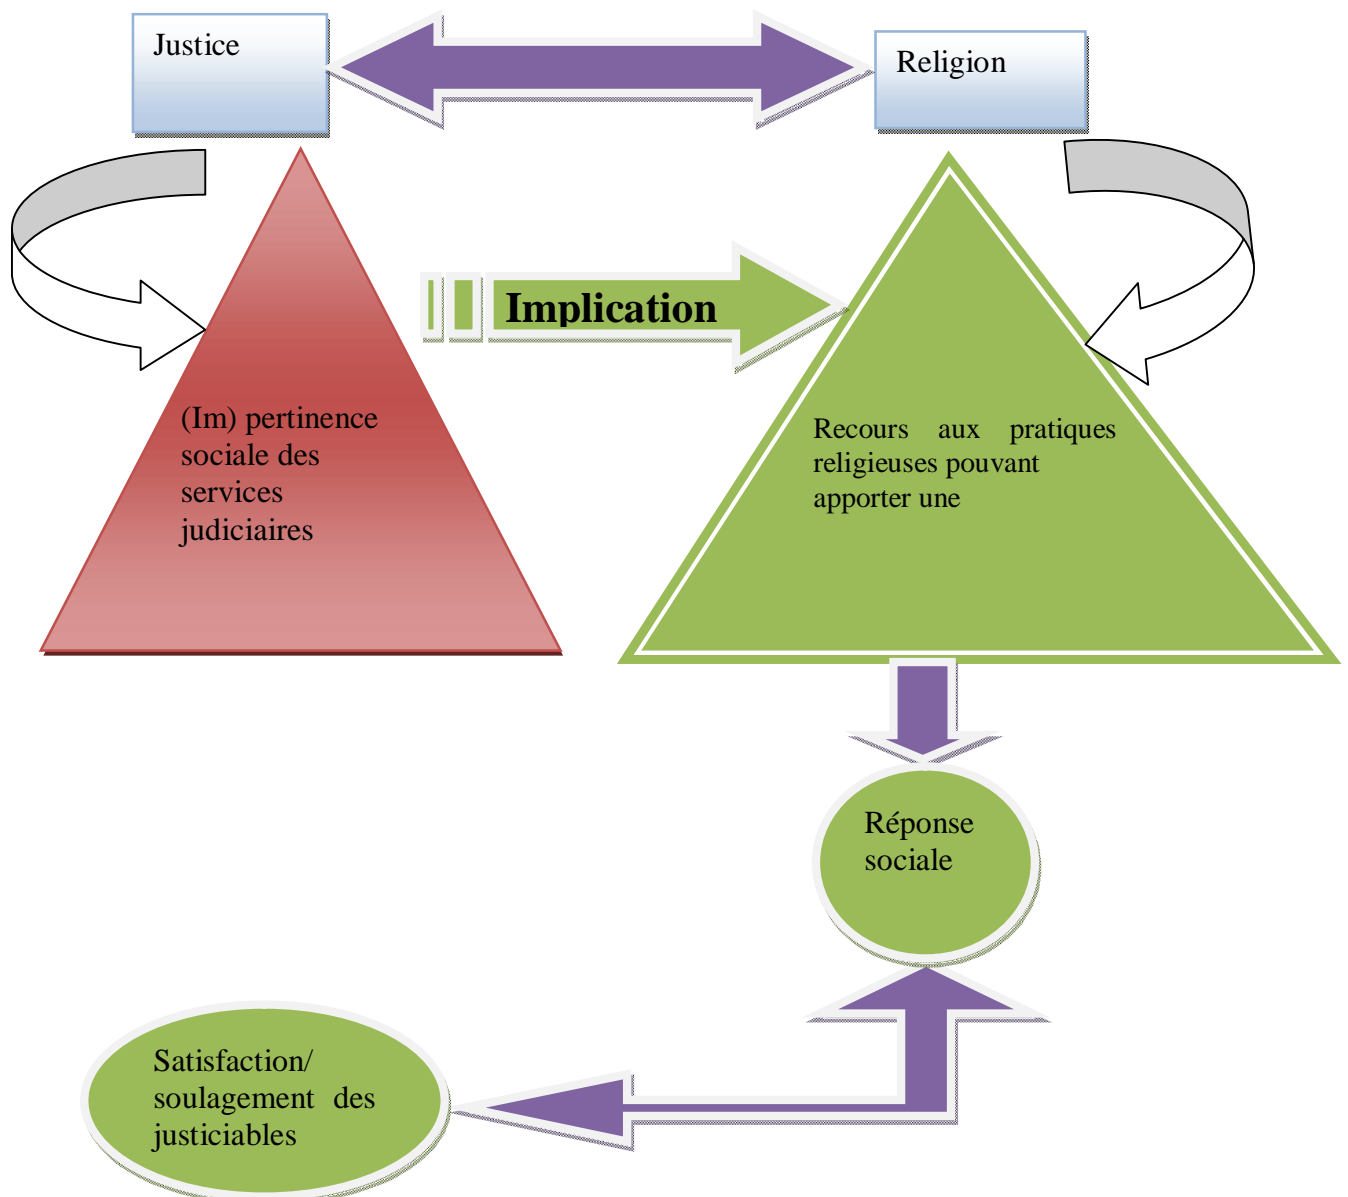 Justice
Religion
Implication
(Im) pertinence
sociale des
services
judiciaires
Recours aux pratiques
religieuses pouvant
apporter une
Réponse
sociale
Satisfaction/
soulagement des
justiciables